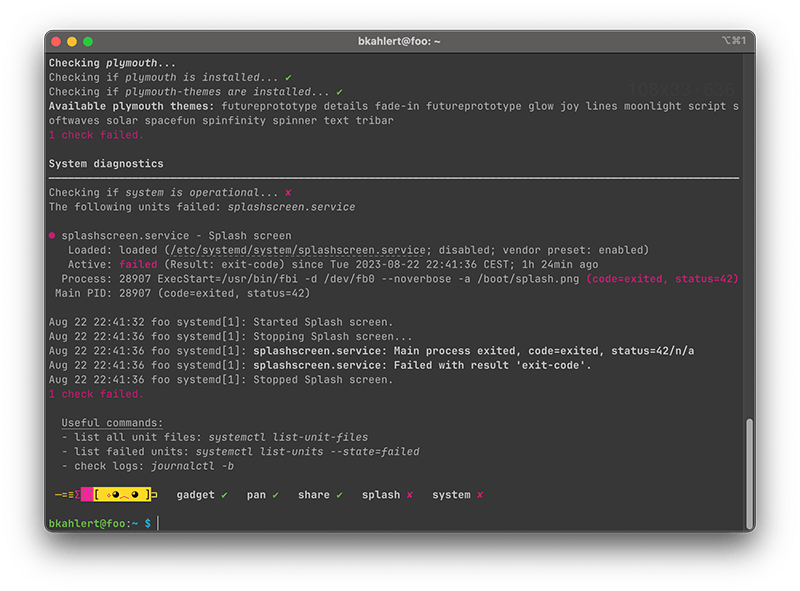 bkahlert@foo: ~
⌥⌘1
Checking plymouth...
Checking if plymouth is installed... ✔
Checking if plymouth-themes are installed... ✔
Available plymouth themes: futureprototype details fade-in futureprototype glow joy lines moonlight script s
oftwaves solar spacefun spinfinity spinner text tribar
1 check failed.
System diagnostics
Checking if system is operational... ✘
The following units failed: splashscreen.service
● splashscreen.service - Splash screen
Loaded: loaded (/etc/systemd/system/splashscreen.service; disabled; vendor preset: enabled)
Active: failed (Result: exit-code) since Tue 2023-08-22 22:41:36 CEST; 1h 24min ago
Process: 28907 ExecStart=/usr/bin/fbi -d /dev/fb0 --noverbose -a /boot/splash.png (code=exited, status=42)
Main PID: 28907 (code=exited, status=42)
Aug 22 22:41:32 foo systemd[1]: Started Splash screen.
Aug 22 22:41:36 foo systemd[1]: Stopping Splash screen...
Aug 22 22:41:36 foo systemd[1]: splashscreen.service: Main process exited, code=exited, status=42/n/a
Aug 22 22:41:36 foo systemd[1]: splashscreen.service: Failed with result 'exit-code'.
Aug 22 22:41:36 foo systemd[1]: Stopped Splash screen.
1 check failed.
Useful commands:
- list all unit files: systemctl list-unit-files
- list failed units: systemctl list-units --state=failed
- check logs: journalctl -b
gadget ✔ pan ✔ share ✔ splash ✘ system ✘
bkahlert@foo:~ $